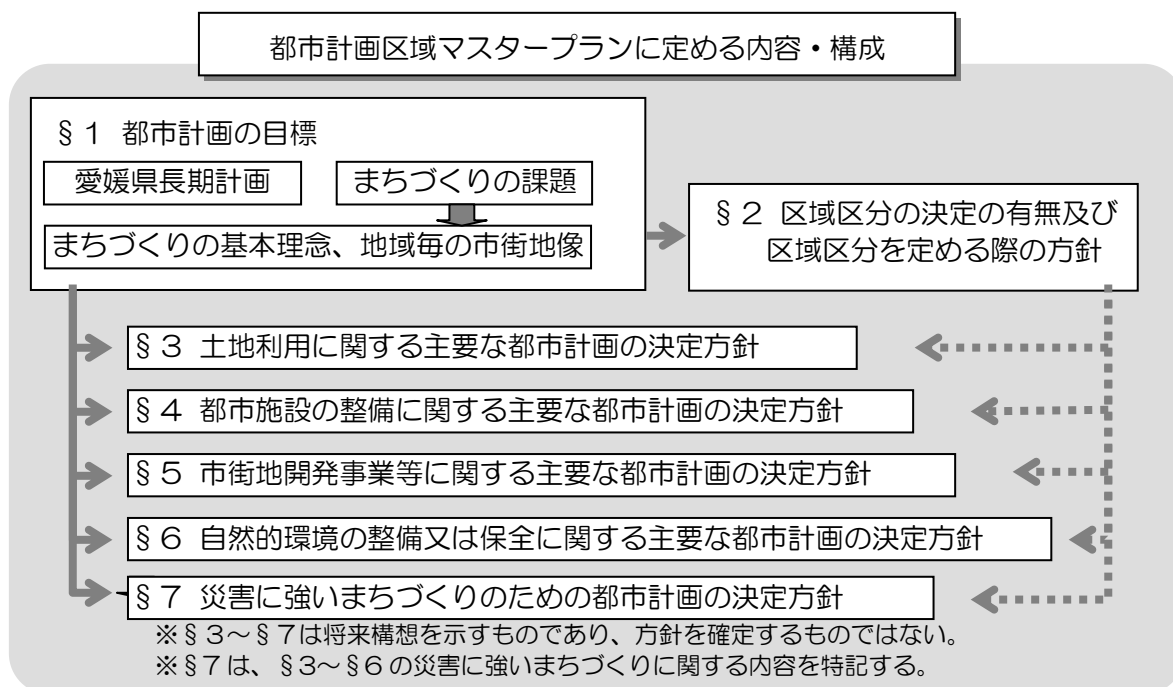 都市計画区域マスタープランに定める内容・構成
§1 都市計画の目標
愛媛県長期計画
まちづくりの課題
まちづくりの基本理念、地域毎の市街地像
§2 区域区分の決定の有無及び
区域区分を定める際の方針
§3 土地利用に関する主要な都市計画の決定方針
§4 都市施設の整備に関する主要な都市計画の決定方針
§5 市街地開発事業等に関する主要な都市計画の決定方針
§6 自然的環境の整備又は保全に関する主要な都市計画の決定方針
§7 災害に強いまちづくりのための都市計画の決定方針
※§3~§7は将来構想を示すものであり、方針を確定するものではない。
※§7は、§3~§6の災害に強いまちづくりに関する内容を特記する。